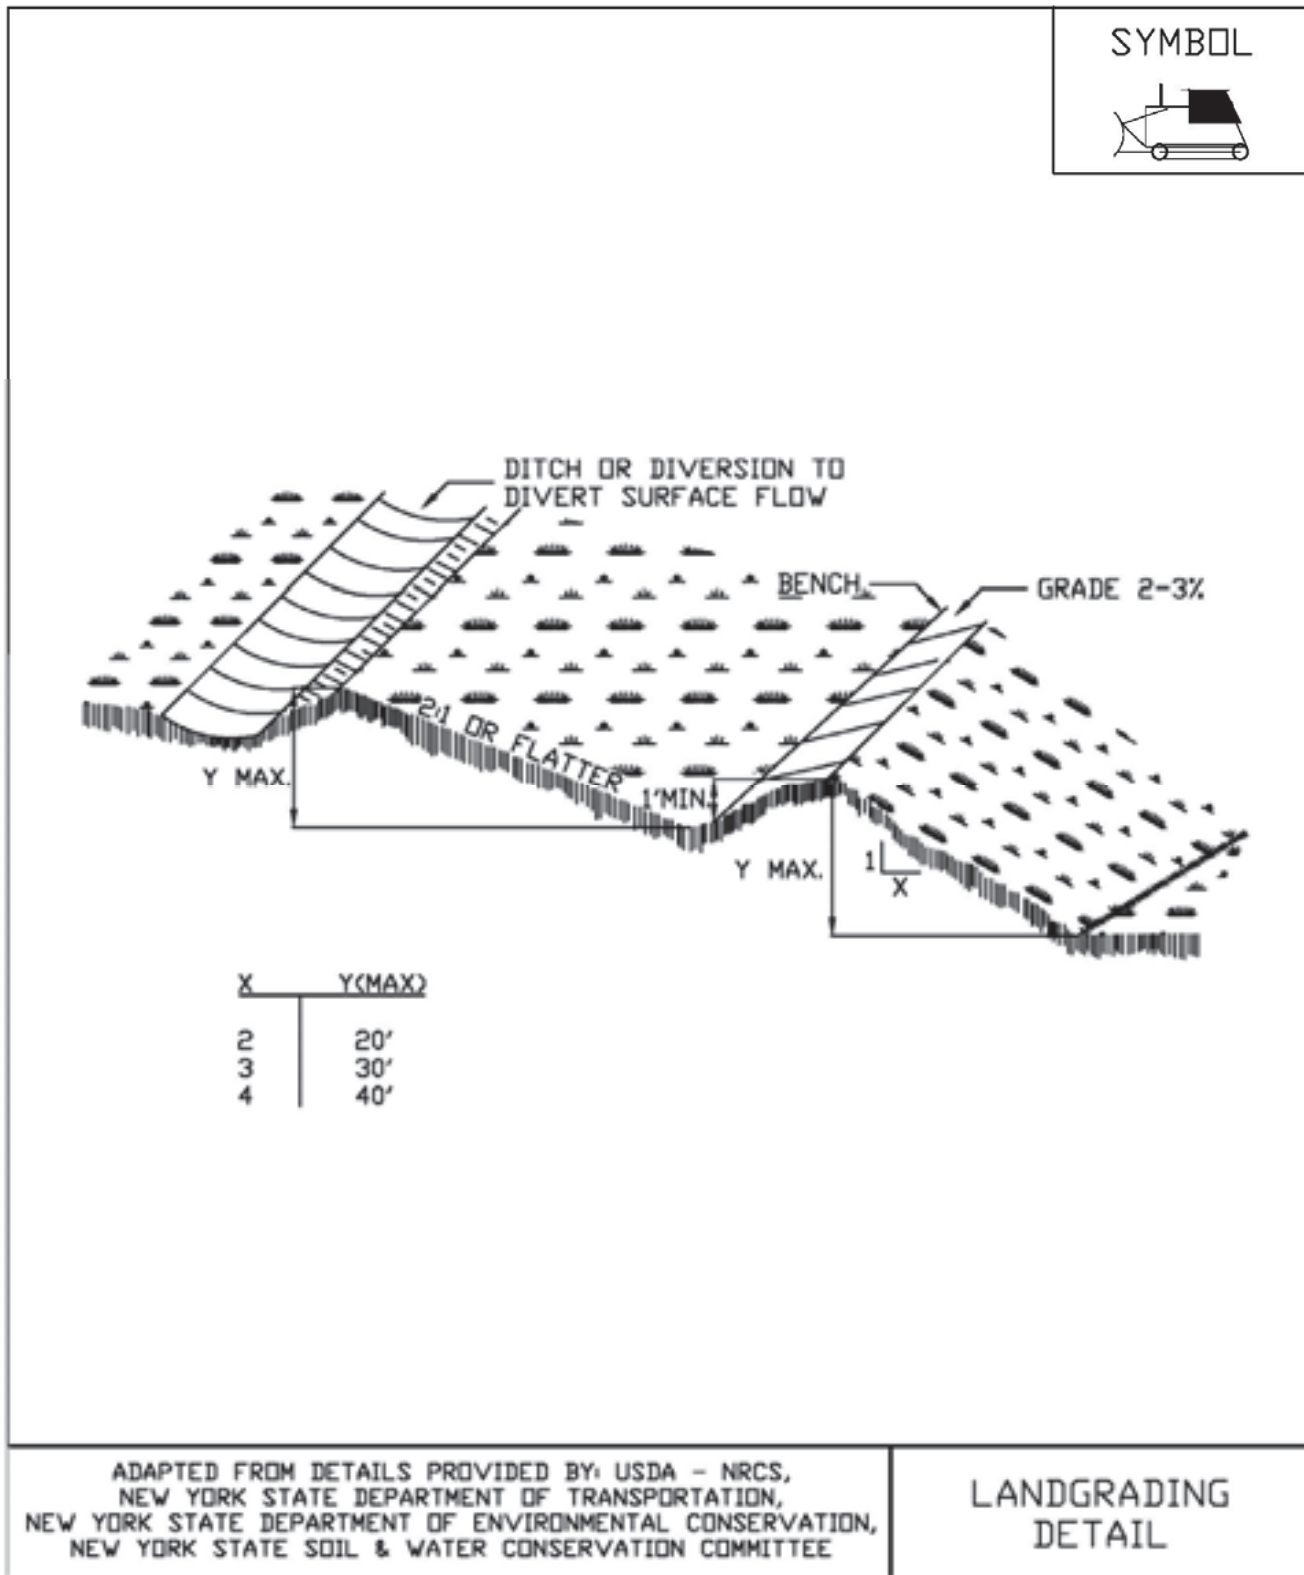 SYMBOL
DITCH OR DIVERSION TO
DIVERT SURFACE FLOW
BENCH
GRADE 2-3%
2:1 OR FLATTER
Y MAX.
1'MIN.
Y MAX.
1
X
X Y(MAX)
2 20'
3 30'
4 40'
ADAPTED FROM DETAILS PROVIDED BY: USDA - NRCS,
NEW YORK STATE DEPARTMENT OF TRANSPORTATION,
NEW YORK STATE DEPARTMENT OF ENVIRONMENTAL CONSERVATION,
NEW YORK STATE SOIL & WATER CONSERVATION COMMITTEE
LANDGRADING
DETAIL